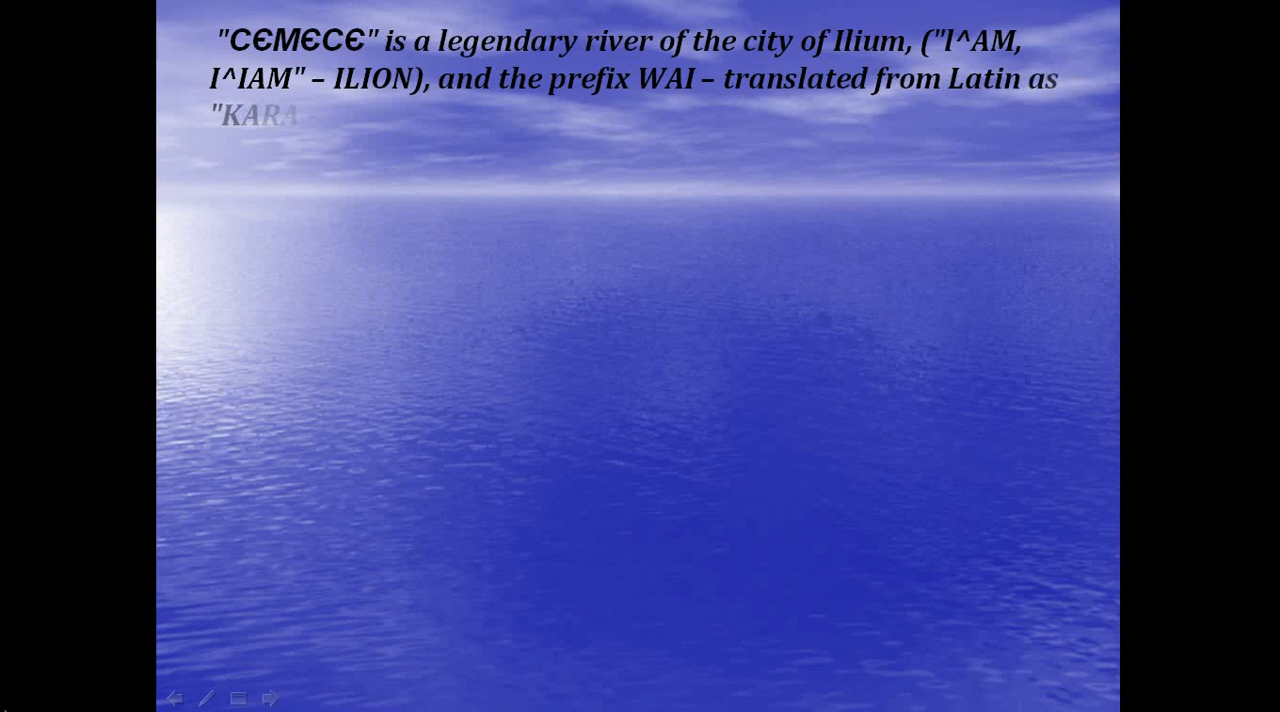 "СЄМЄСЄ" is a legendary river of the city of Ilium, ("l^AM,
I^IAM" – ILION), and the prefix WAI – translated from Latin as
"KARA